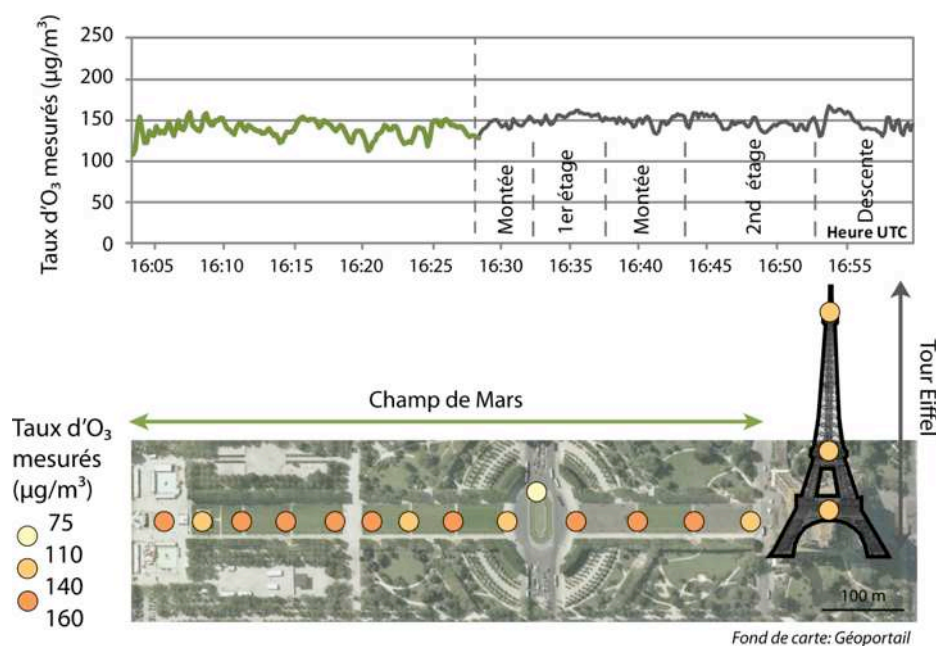 Taux d'O₃ mesurés (µg/m³)
250
200
150
100
50
0
Montée
1er étage
Montée
2nd étage
Descente
Heure UTC
16:05 16:10 16:15 16:20 16:25 16:30 16:35 16:40 16:45 16:50 16:55
Champ de Mars
Tour Eiffel
Taux d'O₃
mesurés
(µg/m³)
75
110
140
160
100 m
Fond de carte: Géoportail